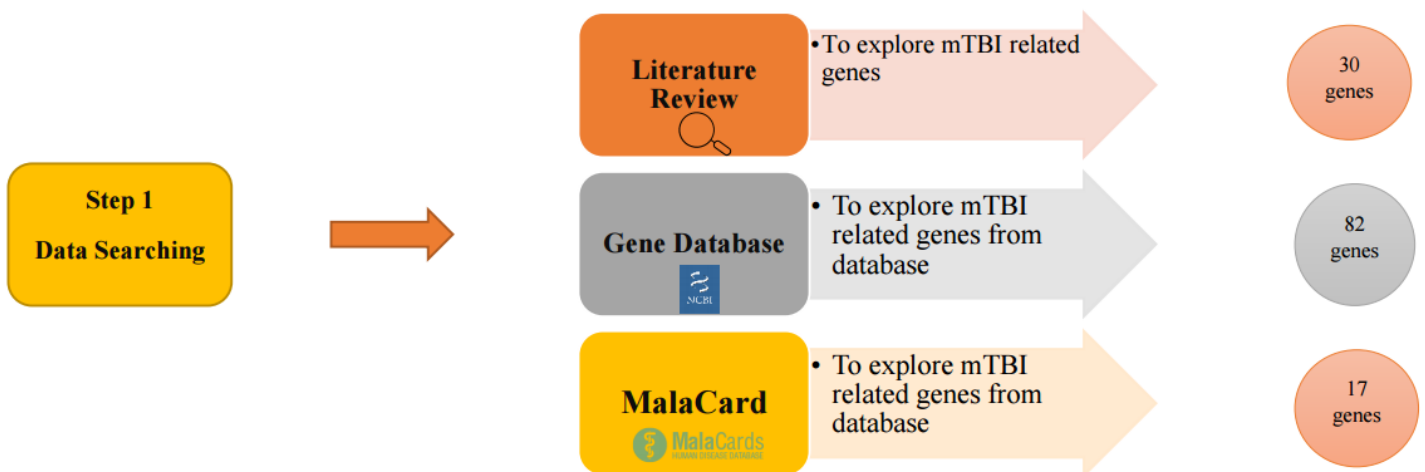 Step 1
Data Searching
Literature
Review
•To explore mTBI related
genes
30
genes
Gene Database
NCBI
• To explore mTBI
related genes from
database
82
genes
MalaCard
MalaCards
HUMAN DISEASE DATABASE
• To explore mTBI
related genes from
database
17
genes